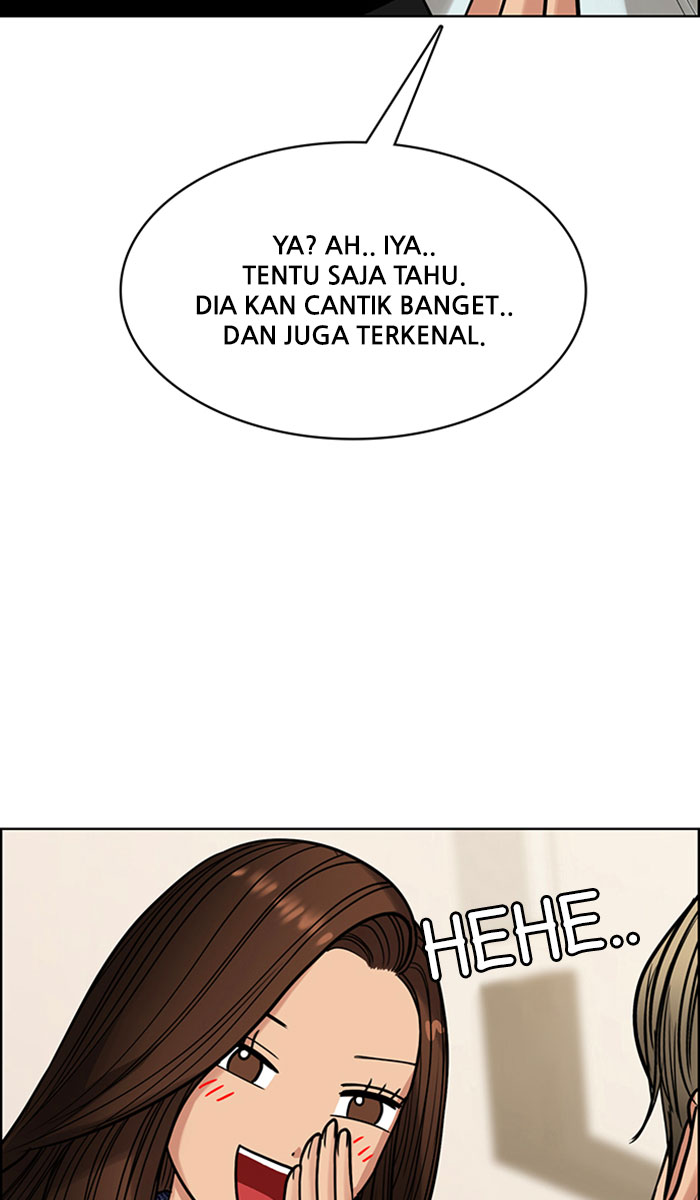 YA? AH.. IYA..
TENTU SAJA TAHU.
DIA KAN CANTIK BANGET..
DAN JUGA TERKENAL.
HEHE..